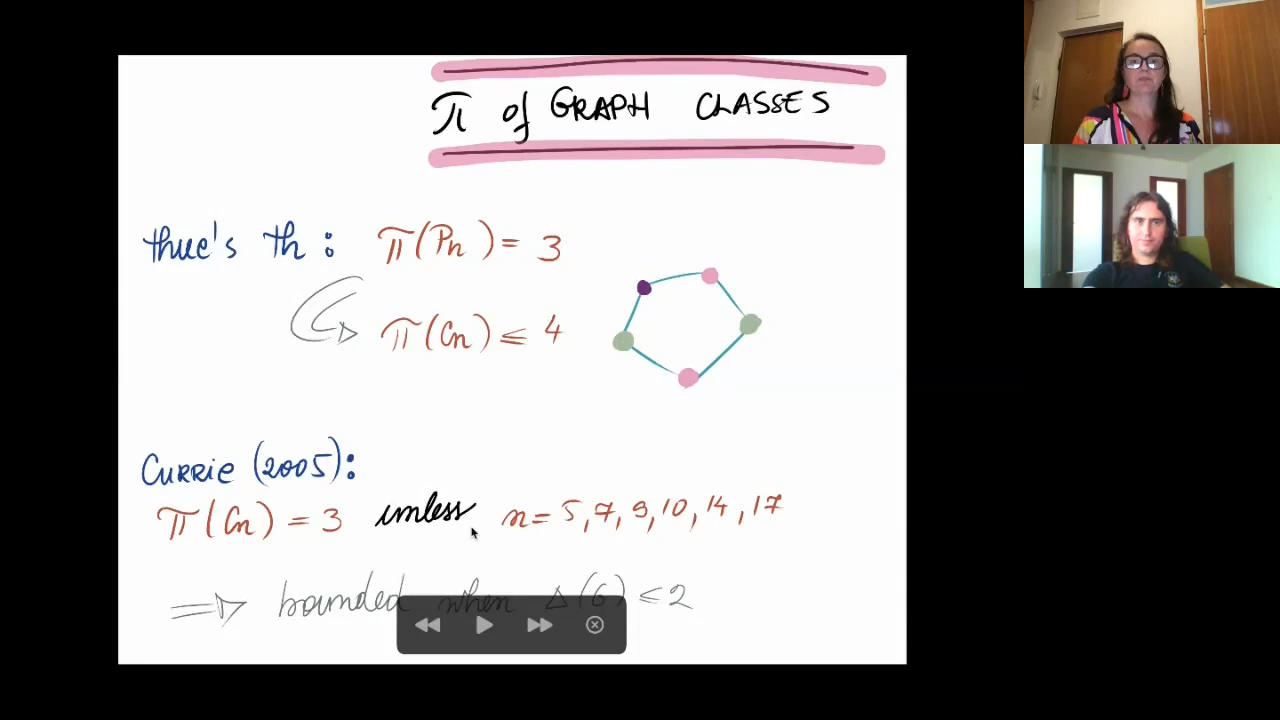 π of GRAPH CLASSES
thue's th : π(Pn) = 3
π(Cn) ≤ 4
CURRIE (2005):
π(Cn) = 3 unless n = 5, 7, 9, 10, 14, 17
⇒ bounded when Δ(G) ≤ 2